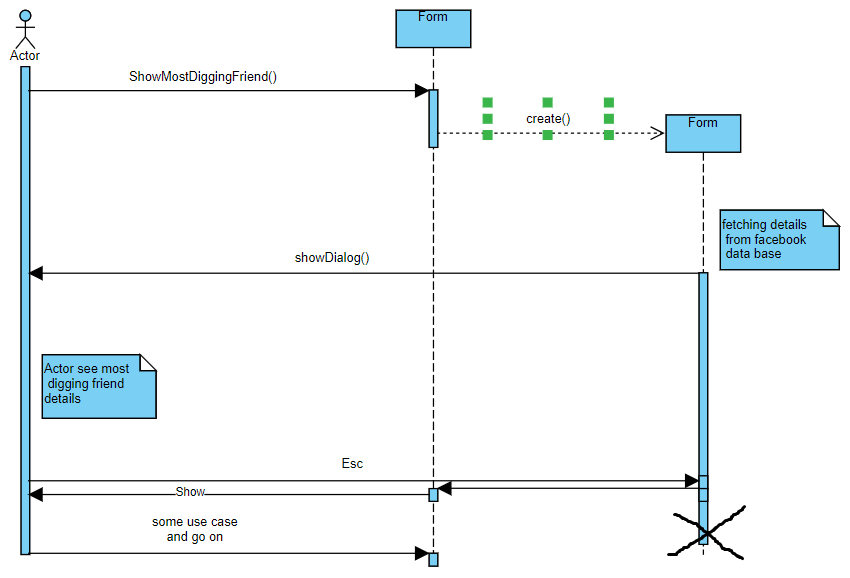 Form
Actor
ShowMostDiggingFriend()
create()
Form
fetching details
from facebook
data base
showDialog()
Actor see most
digging friend
details
Esc
Show
some use case
and go on